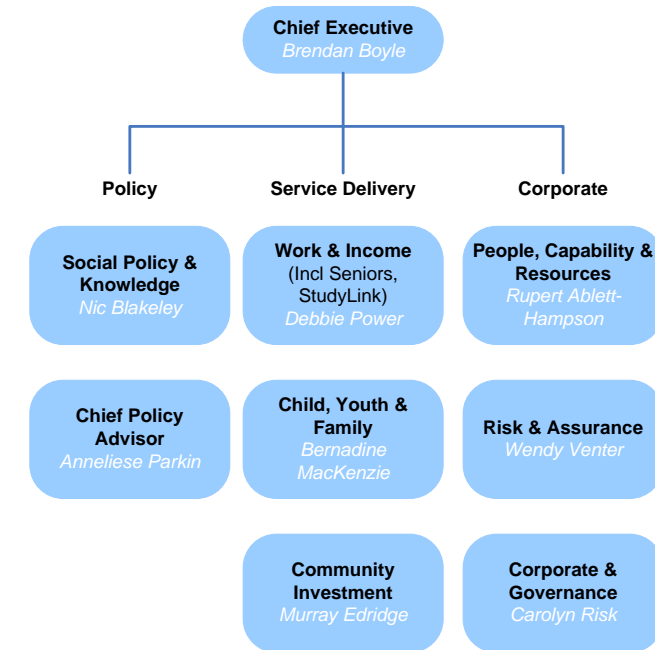 Chief Executive
Brendan Boyle
Policy
Service Delivery
Corporate
Social Policy &
Knowledge
Nic Blakeley
Work & Income
(Incl Seniors,
StudyLink)
Debbie Power
People, Capability &
Resources
Rupert Ablett-
Hampson
Chief Policy
Advisor
Anneliese Parkin
Child, Youth &
Family
Bernadine
MacKenzie
Risk & Assurance
Wendy Venter
Community
Investment
Murray Edridge
Corporate &
Governance
Carolyn Risk